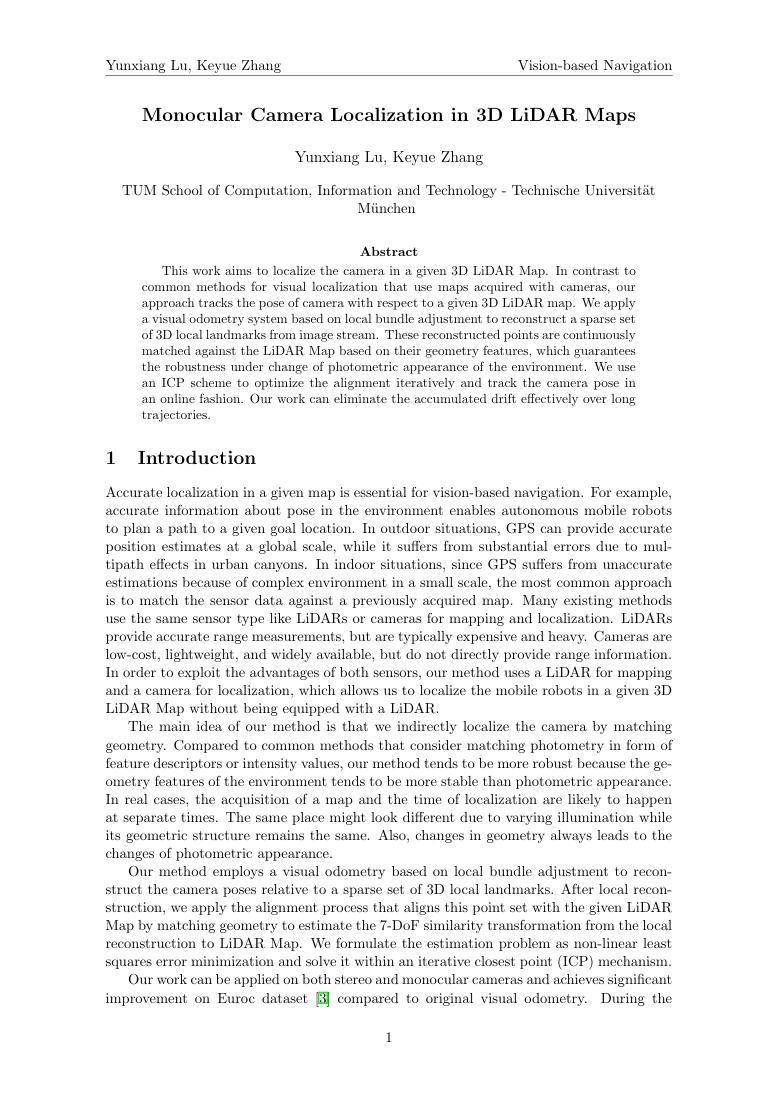 Yunxiang Lu, Keyue Zhang
Vision-based Navigation
Monocular Camera Localization in 3D LiDAR Maps
Yunxiang Lu, Keyue Zhang
TUM School of Computation, Information and Technology - Technische Universität
München
Abstract
This work aims to localize the camera in a given 3D LiDAR Map. In contrast to
common methods for visual localization that use maps acquired with cameras, our
approach tracks the pose of camera with respect to a given 3D LiDAR map. We apply
a visual odometry system based on local bundle adjustment to reconstruct a sparse set
of 3D local landmarks from image stream. These reconstructed points are continuously
matched against the LiDAR Map based on their geometry features, which guarantees
the robustness under change of photometric appearance of the environment. We use
an ICP scheme to optimize the alignment iteratively and track the camera pose in
an online fashion. Our work can eliminate the accumulated drift effectively over long
trajectories.
1 Introduction
Accurate localization in a given map is essential for vision-based navigation. For example,
accurate information about pose in the environment enables autonomous mobile robots
to plan a path to a given goal location. In outdoor situations, GPS can provide accurate
position estimates at a global scale, while it suffers from substantial errors due to mul-
tipath effects in urban canyons. In indoor situations, since GPS suffers from unaccurate
estimations because of complex environment in a small scale, the most common approach
is to match the sensor data against a previously acquired map. Many existing methods
use the same sensor type like LiDARs or cameras for mapping and localization. LiDARs
provide accurate range measurements, but are typically expensive and heavy. Cameras are
low-cost, lightweight, and widely available, but do not directly provide range information.
In order to exploit the advantages of both sensors, our method uses a LiDAR for mapping
and a camera for localization, which allows us to localize the mobile robots in a given 3D
LiDAR Map without being equipped with a LiDAR.
The main idea of our method is that we indirectly localize the camera by matching
geometry. Compared to common methods that consider matching photometry in form of
feature descriptors or intensity values, our method tends to be more robust because the ge-
ometry features of the environment tends to be more stable than photometric appearance.
In real cases, the acquisition of a map and the time of localization are likely to happen
at separate times. The same place might look different due to varying illumination while
its geometric structure remains the same. Also, changes in geometry always leads to the
changes of photometric appearance.
Our method employs a visual odometry based on local bundle adjustment to recon-
struct the camera poses relative to a sparse set of 3D local landmarks. After local recon-
struction, we apply the alignment process that aligns this point set with the given LiDAR
Map by matching geometry to estimate the 7-DoF similarity transformation from the local
reconstruction to LiDAR Map. We formulate the estimation problem as non-linear least
squares error minimization and solve it within an iterative closest point (ICP) mechanism.
Our work can be applied on both stereo and monocular cameras and achieves significant
improvement on Euroc dataset [3] compared to original visual odometry. During the
1